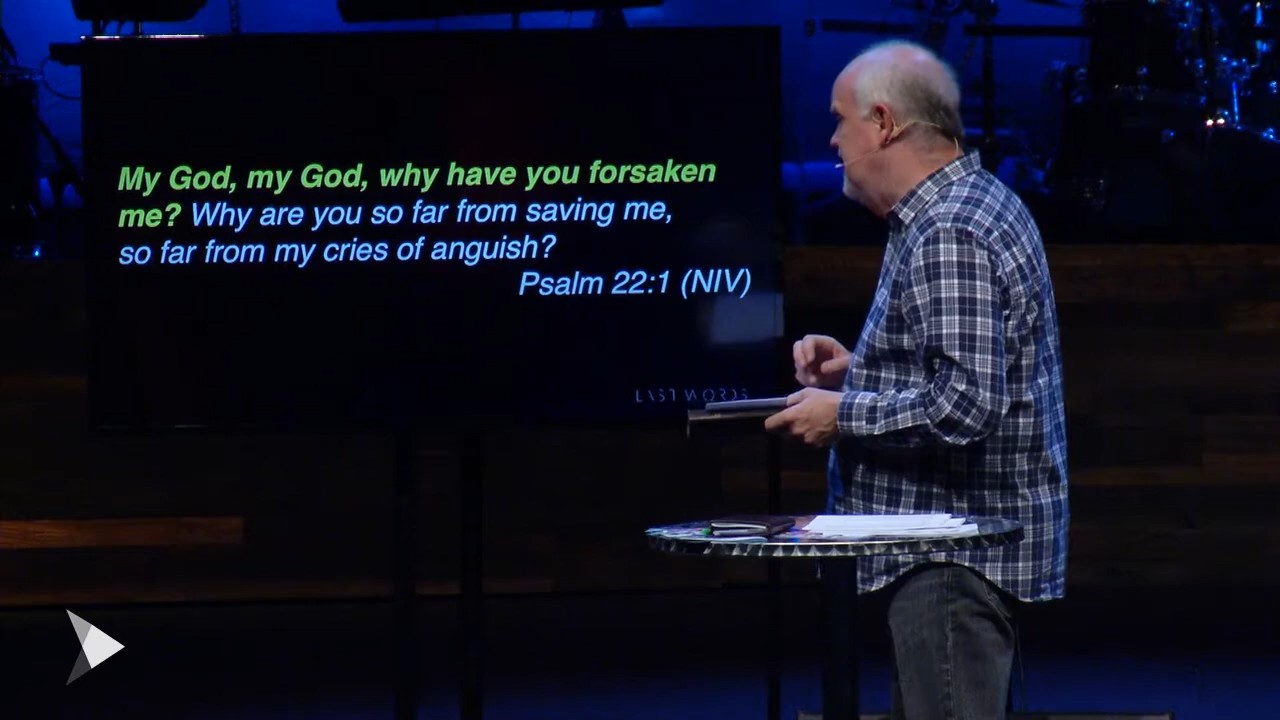 My God, my God, why have you forsaken
me? Why are you so far from saving me,
so far from my cries of anguish?
Psalm 22:1 (NIV)
LAST WORDS